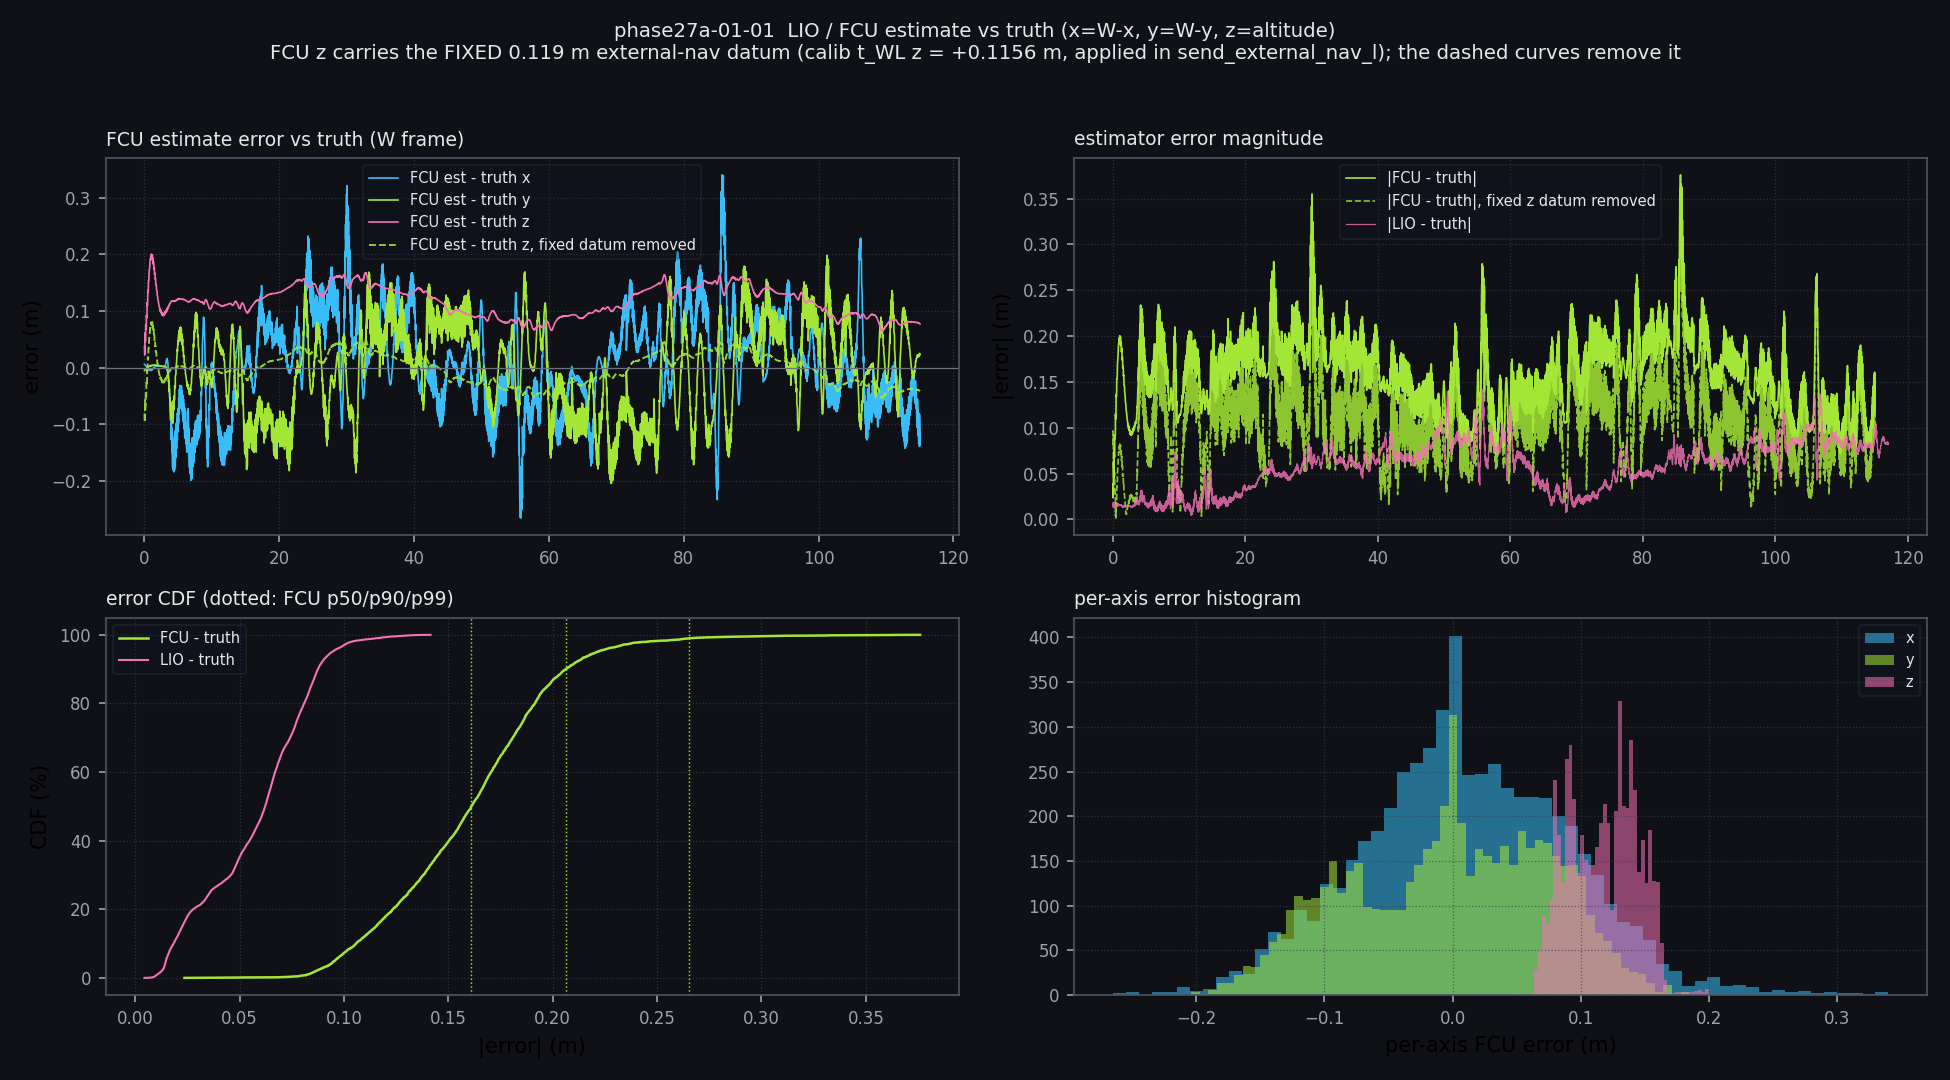 phase27a-01-01  LIO / FCU estimate vs truth (x=W-x, y=W-y, z=altitude)
FCU z carries the FIXED 0.119 m external-nav datum (calib t_WL z = +0.1156 m, applied in send_external_nav_l); the dashed curves remove it
FCU estimate error vs truth (W frame)
error (m)
0.3
0.2
0.1
0.0
−0.1
−0.2
FCU est - truth x
FCU est - truth y
FCU est - truth z
FCU est - truth z, fixed datum removed
0 20 40 60 80 100 120
estimator error magnitude
|error| (m)
0.35
0.30
0.25
0.20
0.15
0.10
0.05
0.00
|FCU - truth|
|FCU - truth|, fixed z datum removed
|LIO - truth|
0 20 40 60 80 100 120
error CDF (dotted: FCU p50/p90/p99)
CDF (%)
100
80
60
40
20
0
FCU - truth
LIO - truth
0.00 0.05 0.10 0.15 0.20 0.25 0.30 0.35
|error| (m)
per-axis error histogram
400
350
300
250
200
150
100
50
0
x
y
z
−0.2 −0.1 0.0 0.1 0.2 0.3
per-axis FCU error (m)